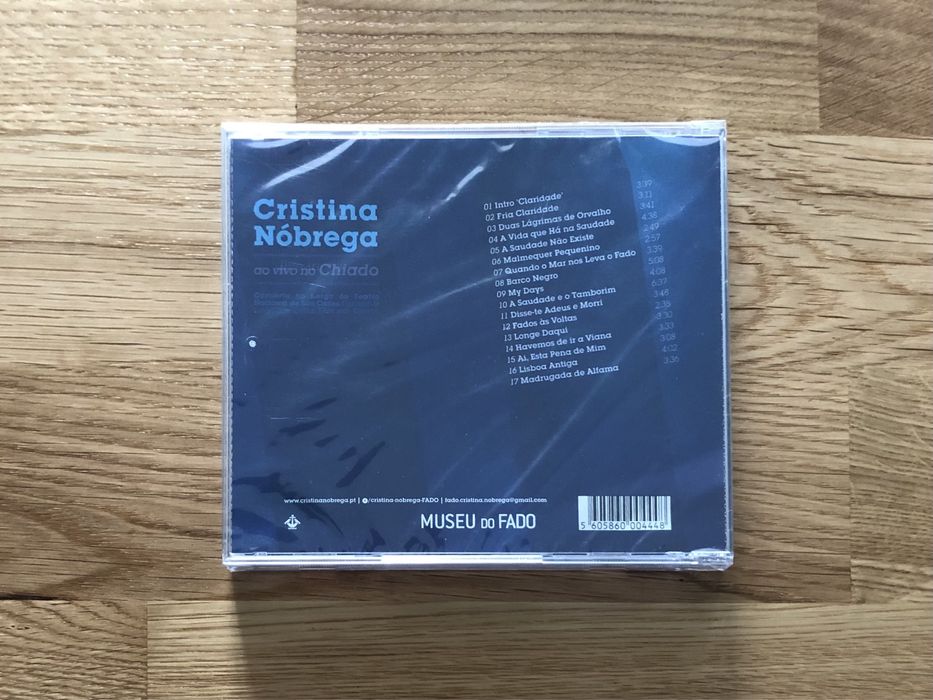 Cristina
Nóbrega
ao vivo no Chiado
01 Intro 'Claridade' 3:39
02 Fria Claridade 3:11
03 Duas Lágrimas de Orvalho 3:41
04 A Vida que Há na Saudade 4:38
05 A Saudade Não Existe 2:49
06 Malmequer Pequenino 2:57
07 Quando o Mar nos Leva o Fado 3:39
08 Barco Negro 5:08
09 My Days 4:08
10 A Saudade e o Tamborim 6:37
11 Disse-te Adeus e Morri 3:48
12 Fados às Voltas 2:35
13 Longe Daqui 3:30
14 Havemos de ir a Viana 3:33
15 Ai, Esta Pena de Mim 3:08
16 Lisboa Antiga 4:02
17 Madrugada de Alfama 3:36
www.cristinanobrega.pt | /cristina-nobrega-FADO | fado.cristina.nobrega@gmail.com
MUSEU DO FADO
5 605860 004448